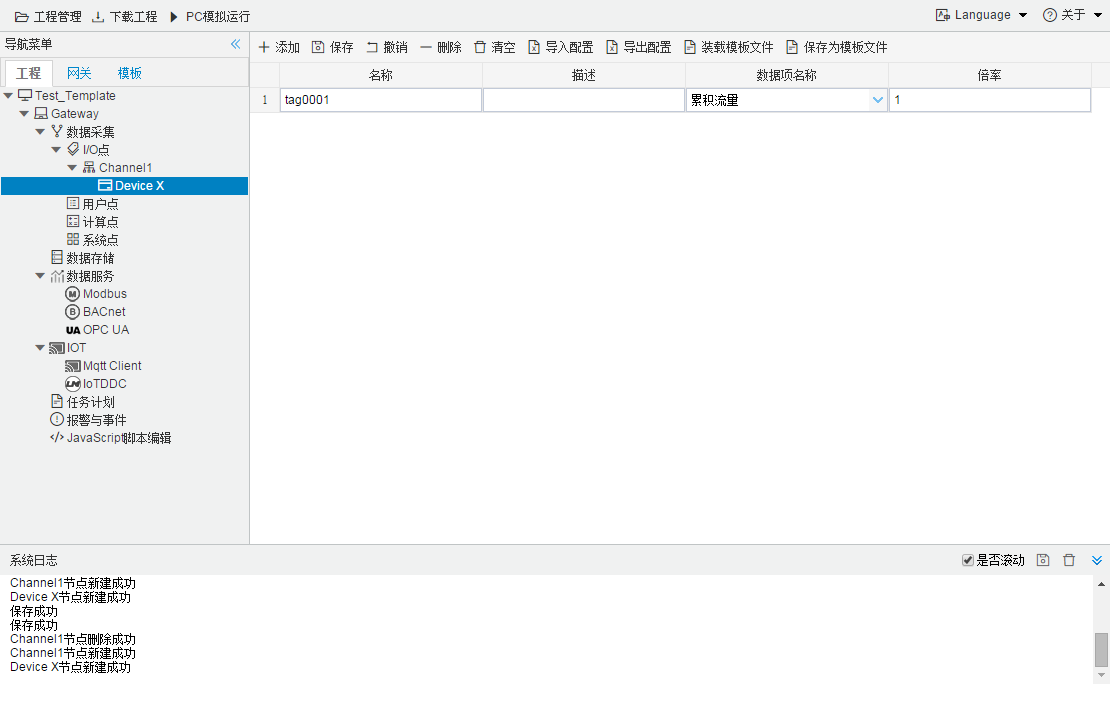 工程管理 下载工程 PC模拟运行 Language 关于
导航菜单
添加 保存 撤销 删除 清空 导入配置 导出配置 装载模板文件 保存为模板文件
工程 网关 模板
名称 描述 数据项名称 倍率
1 tag0001 累积流量 1
Test_Template
Gateway
数据采集
I/O点
Channel1
Device X
用户点
计算点
系统点
数据存储
数据服务
M Modbus
B BACnet
UA OPC UA
IOT
Mqtt Client
IoTDDC
任务计划
报警与事件
</> JavaScript脚本编辑
系统日志 是否滚动
Channel1节点新建成功
Device X节点新建成功
保存成功
保存成功
Channel1节点删除成功
Channel1节点新建成功
Device X节点新建成功